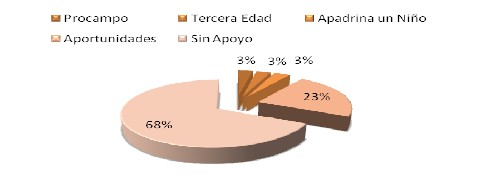 Procampo Tercera Edad Apadrina un Niño
Aportunidades Sin Apoyo
3% 3% 3%
23%
68%